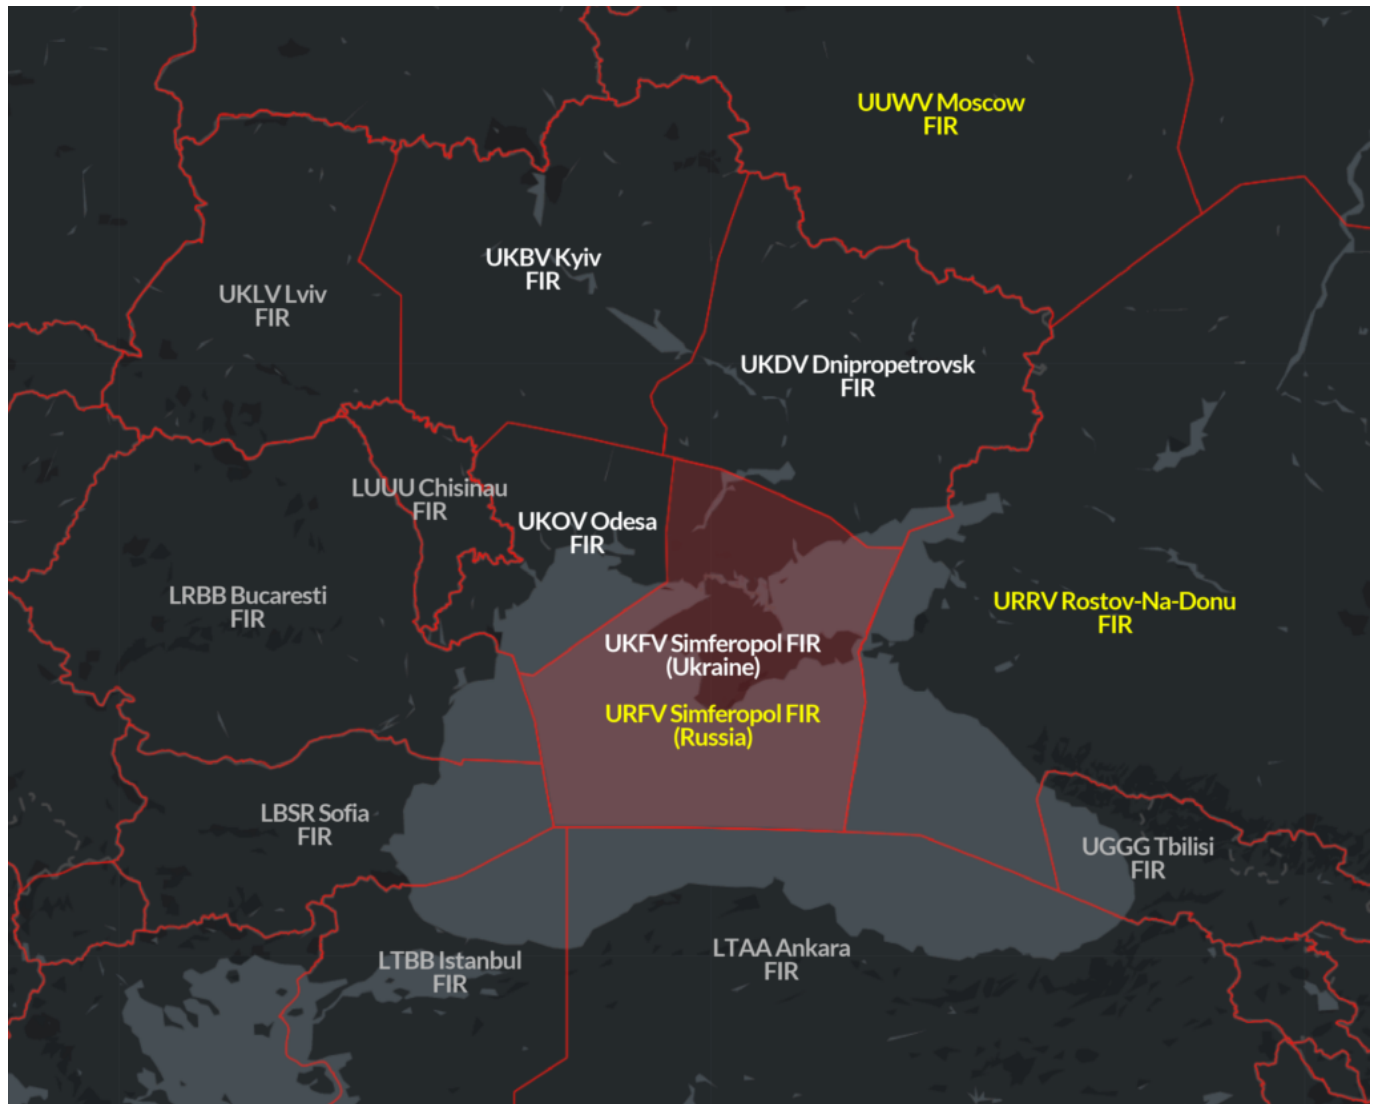 UUWV Moscow
FIR
UKBV Kyiv
FIR
UKLV Lviv
FIR
UKDV Dnipropetrovsk
FIR
LUUU Chisinau
FIR
UKOV Odesa
FIR
LRBB Bucaresti
FIR
URRV Rostov-Na-Donu
FIR
UKFV Simferopol FIR
(Ukraine)
URFV Simferopol FIR
(Russia)
LBSR Sofia
FIR
UGGG Tbilisi
FIR
LTBB Istanbul
FIR
LTAA Ankara
FIR